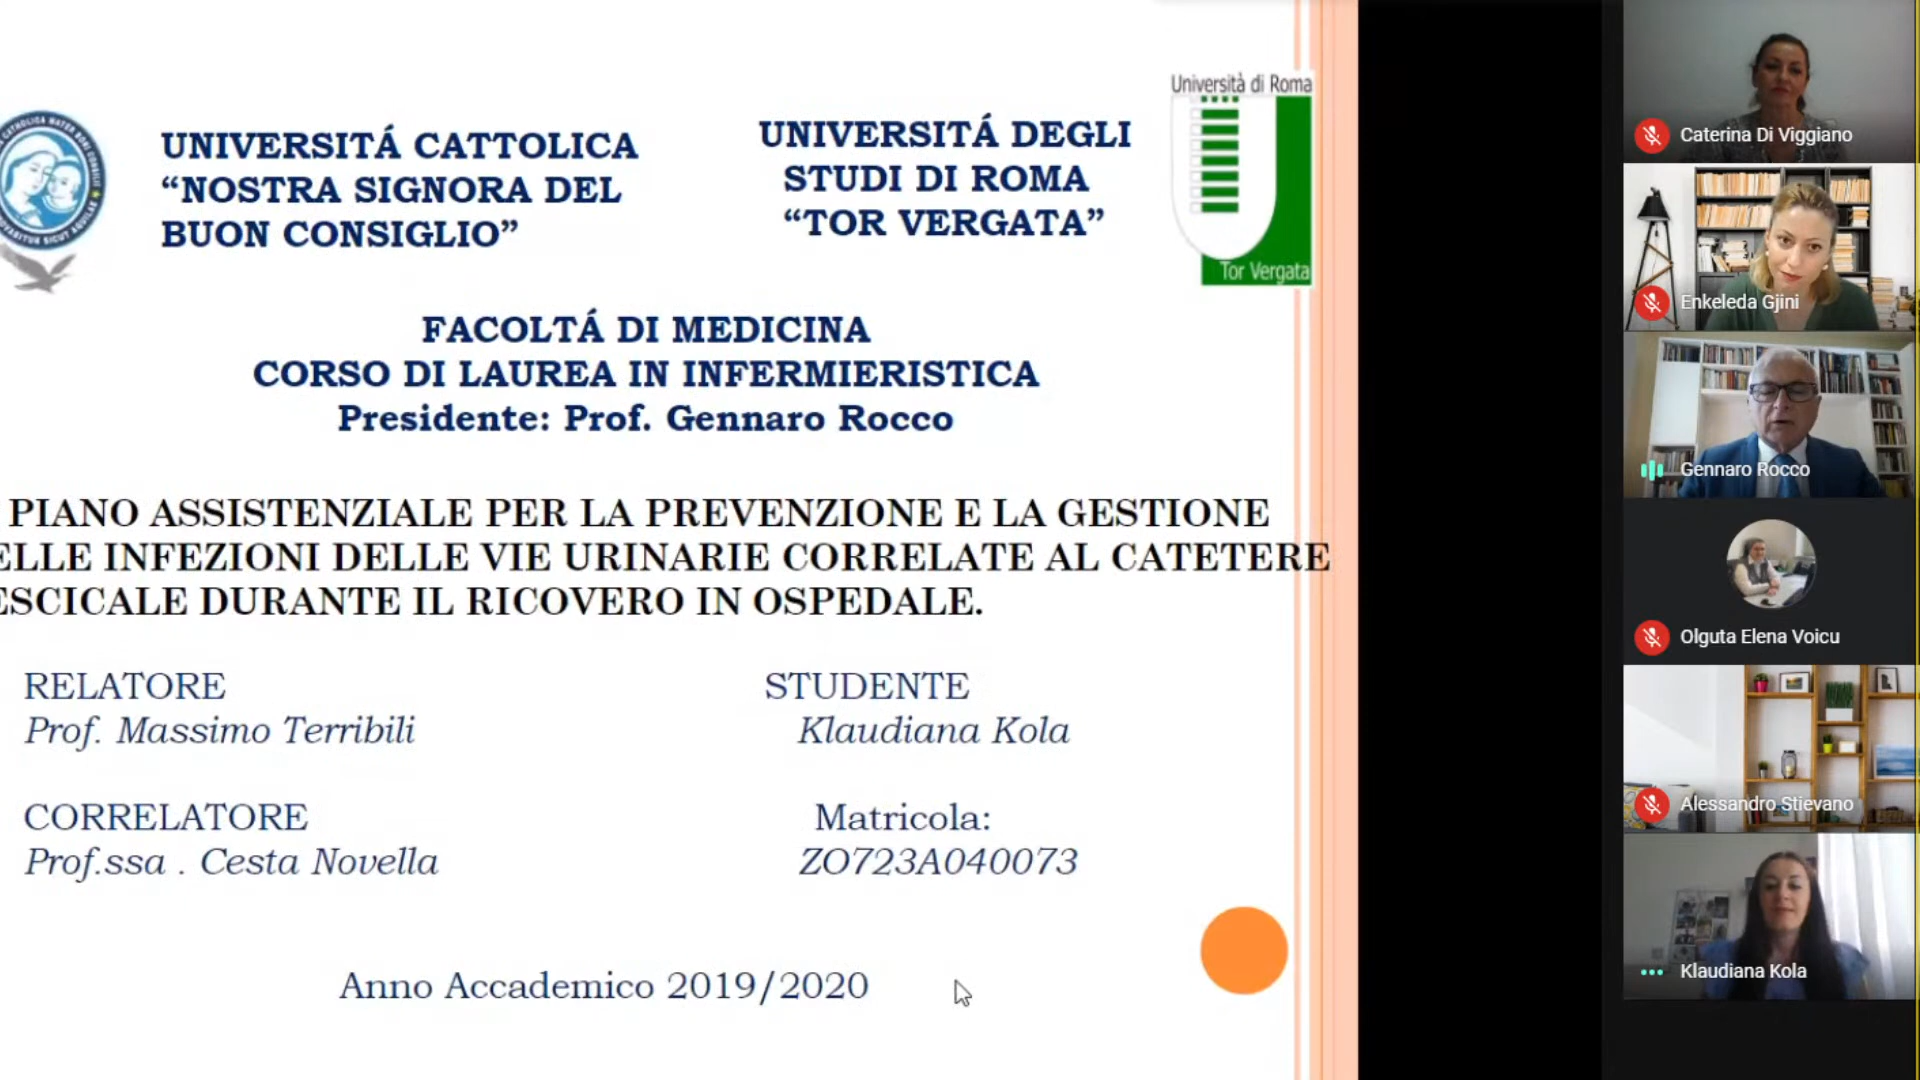 UNIVERSITÁ CATTOLICA
“NOSTRA SIGNORA DEL
BUON CONSIGLIO”
UNIVERSITÁ DEGLI
STUDI DI ROMA
“TOR VERGATA”
Università di Roma
Tor Vergata
FACOLTÁ DI MEDICINA
CORSO DI LAUREA IN INFERMIERISTICA
Presidente: Prof. Gennaro Rocco
PIANO ASSISTENZIALE PER LA PREVENZIONE E LA GESTIONE
ELLE INFEZIONI DELLE VIE URINARIE CORRELATE AL CATETERE
ESCICALE DURANTE IL RICOVERO IN OSPEDALE.
RELATORE
Prof. Massimo Terribili
STUDENTE
Klaudiana Kola
CORRELATORE
Prof.ssa . Cesta Novella
Matricola:
ZO723A040073
Anno Accademico 2019/2020
Caterina Di Viggiano
Enkeleda Gjini
Gennaro Rocco
Olguta Elena Voicu
Alessandro Stievano
Klaudiana Kola